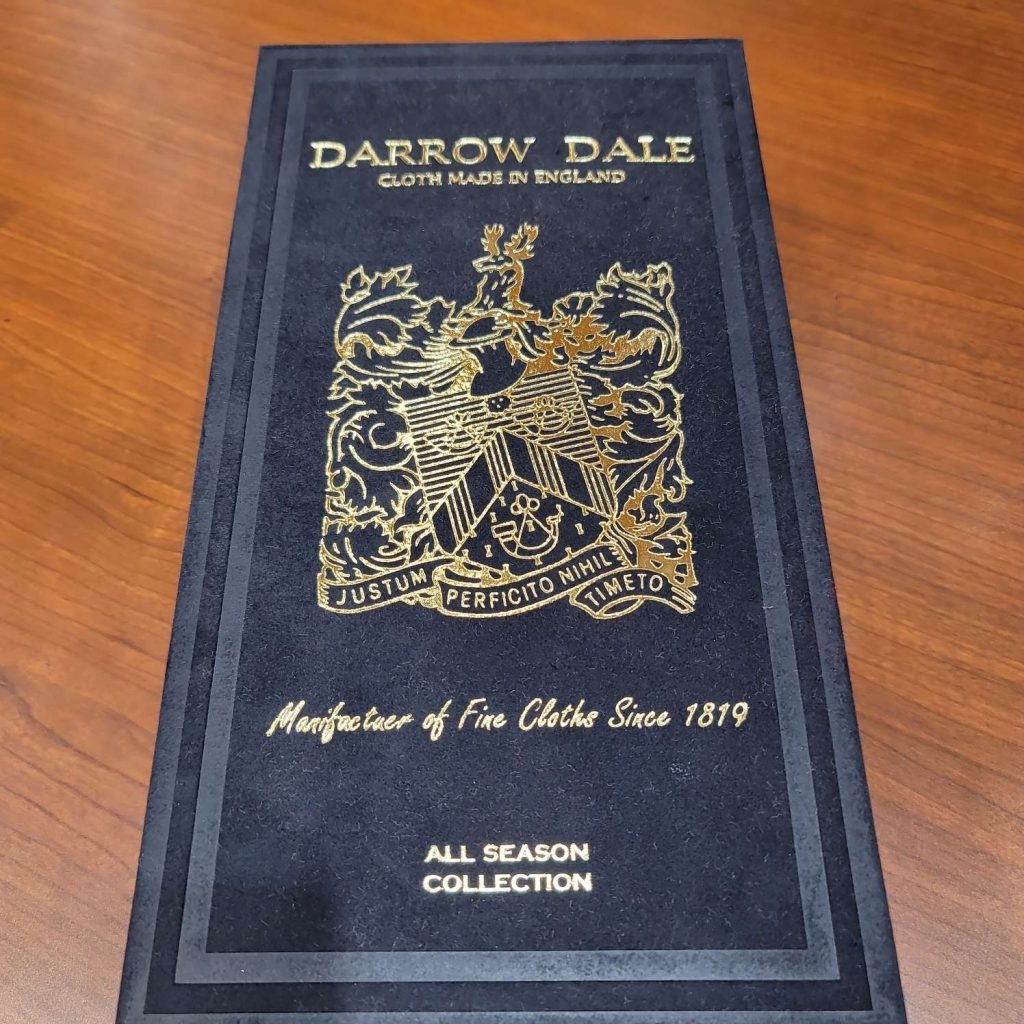 DARROW DALE
CLOTH MADE IN ENGLAND
JUSTUM PERFICITO NIHIL TIMETO
Manifactuer of Fine Cloths Since 1819
ALL SEASON
COLLECTION